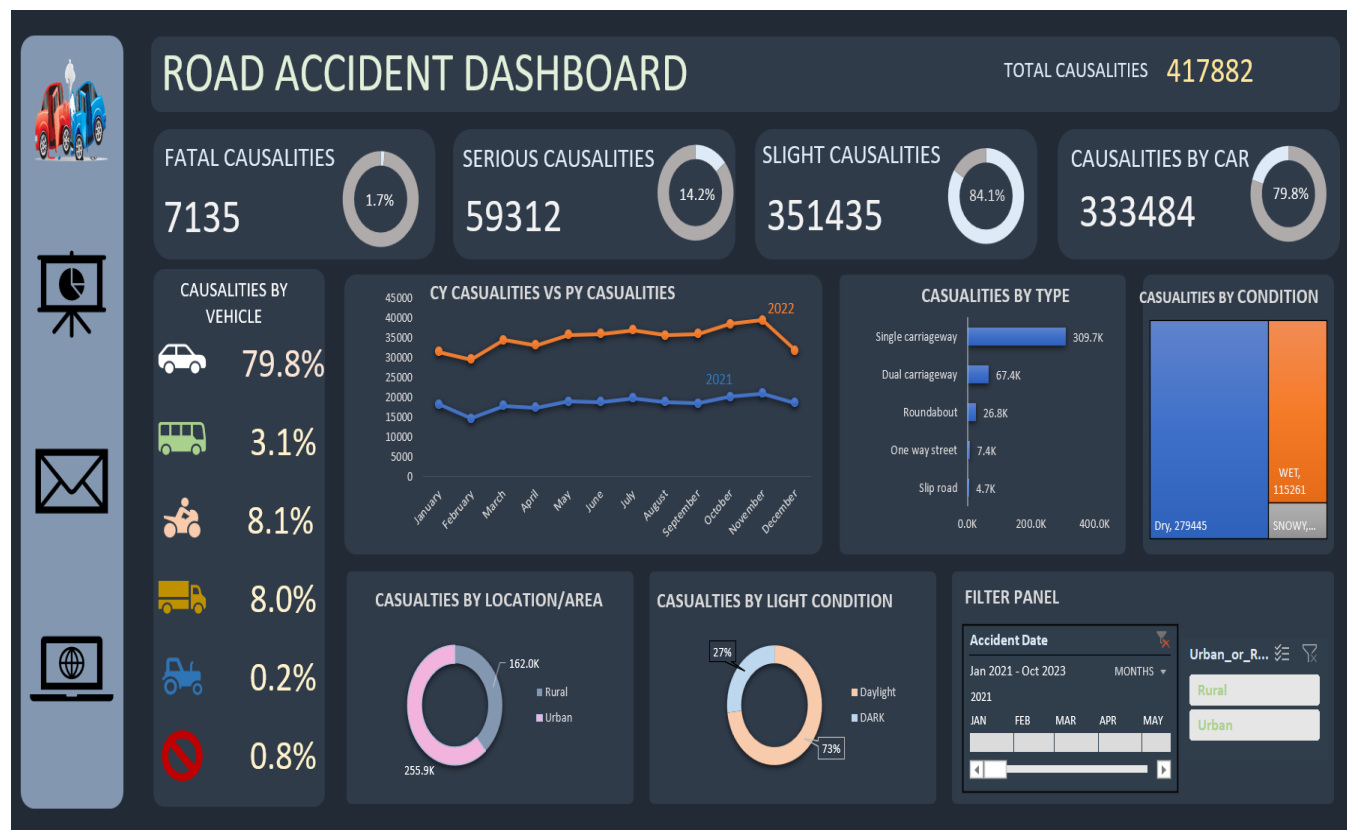 ROAD ACCIDENT DASHBOARD
TOTAL CAUSALITIES 417882
FATAL CAUSALITIES
7135
1.7%
SERIOUS CAUSALITIES
59312
14.2%
SLIGHT CAUSALITIES
351435
84.1%
CAUSALITIES BY CAR
333484
79.8%
CAUSALITIES BY
VEHICLE
79.8%
3.1%
8.1%
8.0%
0.2%
0.8%
CY CASUALITIES VS PY CASUALITIES
45000
40000
35000
30000
25000
20000
15000
10000
5000
0
2022
2021
January
February
March
April
May
June
July
August
September
October
November
December
CASUALITIES BY TYPE
Single carriageway 309.7K
Dual carriageway 67.4K
Roundabout 26.8K
One way street 7.4K
Slip road 4.7K
0.0K 200.0K 400.0K
CASUALITIES BY CONDITION
Dry, 279445
WET,
115261
SNOWY,...
CASUALTIES BY LOCATION/AREA
162.0K
255.9K
Rural
Urban
CASUALTIES BY LIGHT CONDITION
27%
73%
Daylight
DARK
FILTER PANEL
Accident Date
Jan 2021 - Oct 2023 MONTHS
2021
JAN FEB MAR APR MAY
Urban_or_R...
Rural
Urban